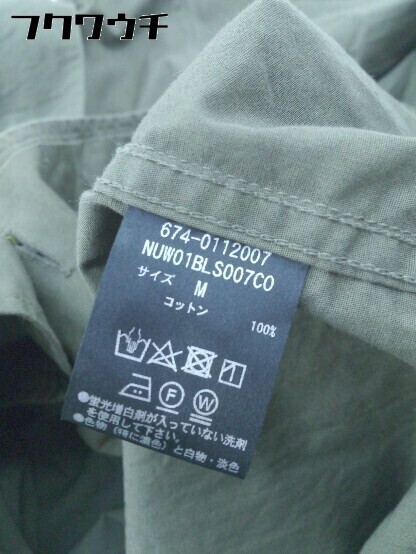 フクワウチ
674-0112007
NUW01BLS007CO
サイズ M
コットン
100%
●蛍光増白剤が入っていない洗剤
を使用して下さい。
●色物(特に濃色)と白物・淡色